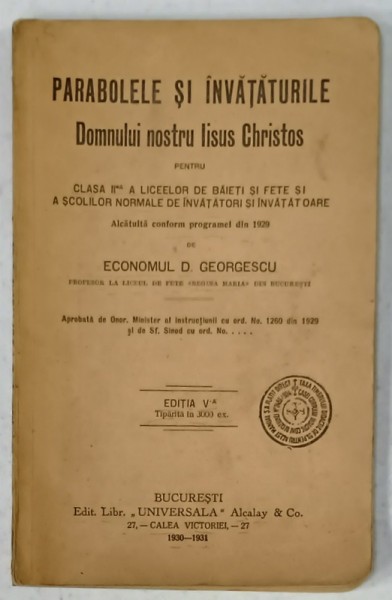 PARABOLELE ȘI ÎNVĂȚĂTURILE
Domnului nostru Iisus Christos
PENTRU
CLASA II-a A LICEELOR DE BĂIEȚI ȘI FETE ȘI
A ȘCOLILOR NORMALE DE ÎNVĂȚĂTORI ȘI ÎNVĂȚĂTOARE
Alcătuită conform programei din 1929
DE
ECONOMUL D. GEORGESCU
PROFESOR LA LICEUL DE FETE «REGINA MARIA» DIN BUCUREȘTI
Aprobată de Onor. Minister al instrucțiunii cu ord. No. 1260 din 1929
și de Sf. Sinod cu ord. No. . . . .
EDIȚIA V-A
Tipărită în 3000 ex.
BUCUREȘTI
Edit. Libr. „UNIVERSALA" Alcalay & Co.
27, — CALEA VICTORIEI, — 27
1930—1931